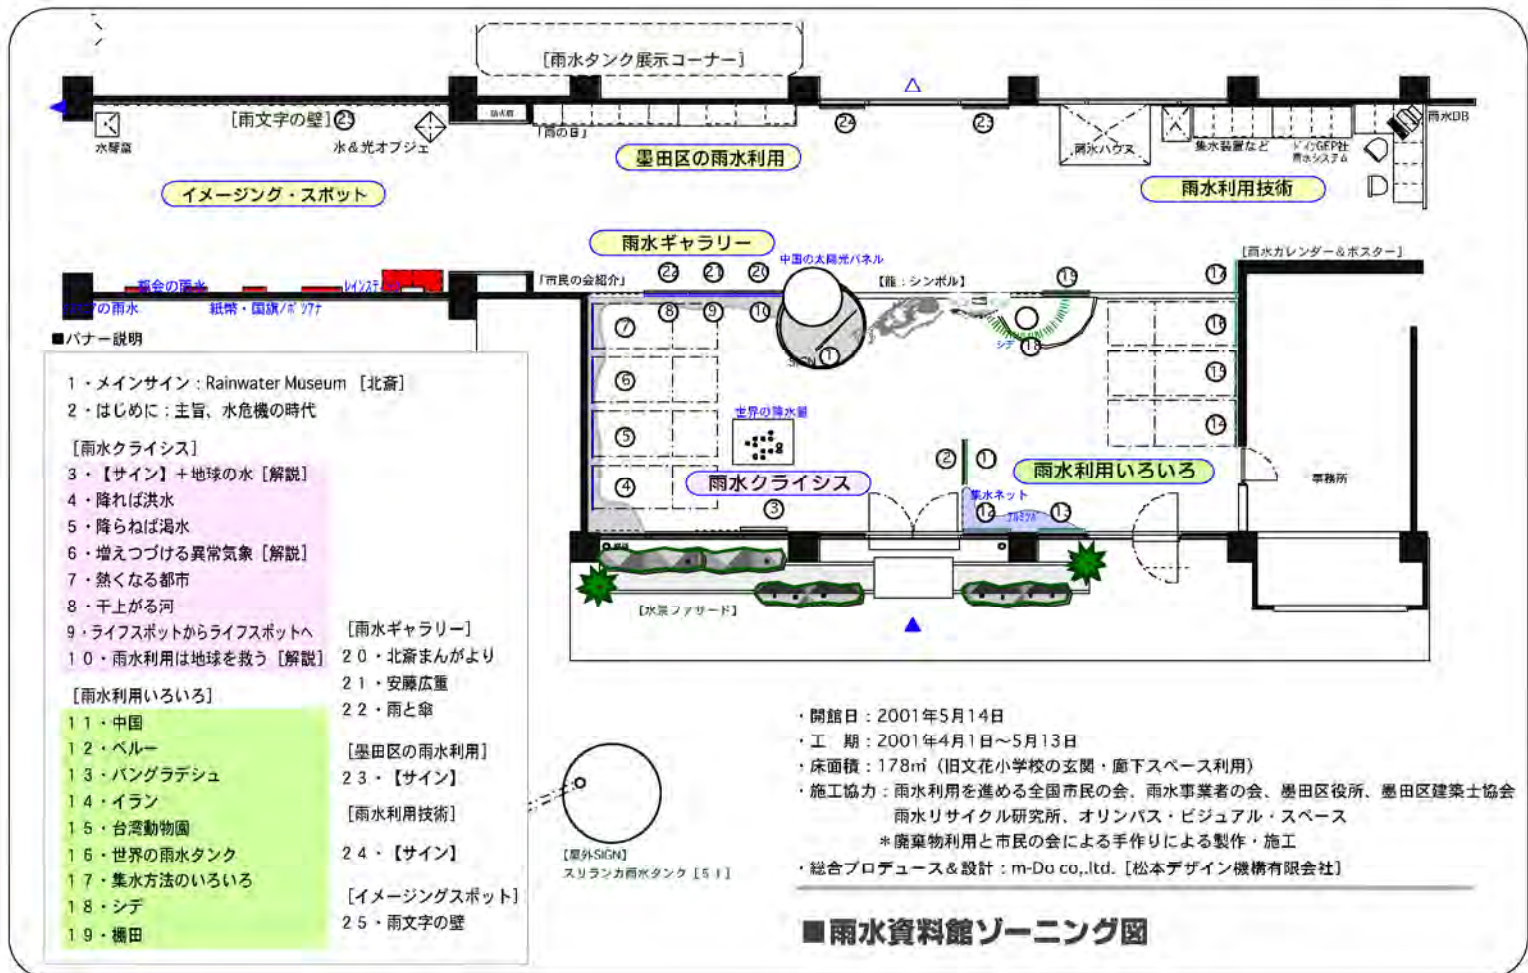 [雨水タンク展示コーナー]
[雨文字の壁]
25
水琴窟
水&光オブジェ
「雨の日」
24
23
雨水ハウス
集水装置など
雨水システム
雨水DB
イメージング・スポット
墨田区の雨水利用
雨水利用技術
雨水ギャラリー
中国の太陽光パネル
[雨水カレンダー&ポスター]
「市民の会紹介」
22
21
20
【龍:シンボル】
19
17
都会の雨水
の雨水
紙幣・国旗/
7
8
9
10
SIGN
1
シデ
18
16
6
15
5
世界の降水量
14
4
雨水クライシス
2
1
雨水利用いろいろ
事務所
集水ネット
3
12
13
【水景ファサード】
■バナー説明
1・メインサイン:Rainwater Museum [北斎]
2・はじめに:主旨、水危機の時代
[雨水クライシス]
3・【サイン】+地球の水 [解説]
4・降れば洪水
5・降らねば渇水
6・増えつづける異常気象 [解説]
7・熱くなる都市
8・干上がる河
9・ライフスポットからライフスポットへ
10・雨水利用は地球を救う [解説]
[雨水利用いろいろ]
11・中国
12・ペルー
13・バングラデシュ
14・イラン
15・台湾動物園
16・世界の雨水タンク
17・集水方法のいろいろ
18・シデ
19・棚田
[雨水ギャラリー]
20・北斎まんがより
21・安藤広重
22・雨と傘
[墨田区の雨水利用]
23・【サイン】
[雨水利用技術]
24・【サイン】
[イメージングスポット]
25・雨文字の壁
[屋外SIGN]
スリランカ雨水タンク [5t]
・開館日:2001年5月14日
・工 期:2001年4月1日〜5月13日
・床面積:178㎡(旧文花小学校の玄関・廊下スペース利用)
・施工協力:雨水利用を進める全国市民の会、雨水事業者の会、墨田区役所、墨田区建築士協会
雨水リサイクル研究所、オリンパス・ビジュアル・スペース
*廃棄物利用と市民の会による手作りによる製作・施工
・総合プロデュース&設計:m-Do co,.ltd. [松本デザイン機構有限会社]
■雨水資料館ゾーニング図